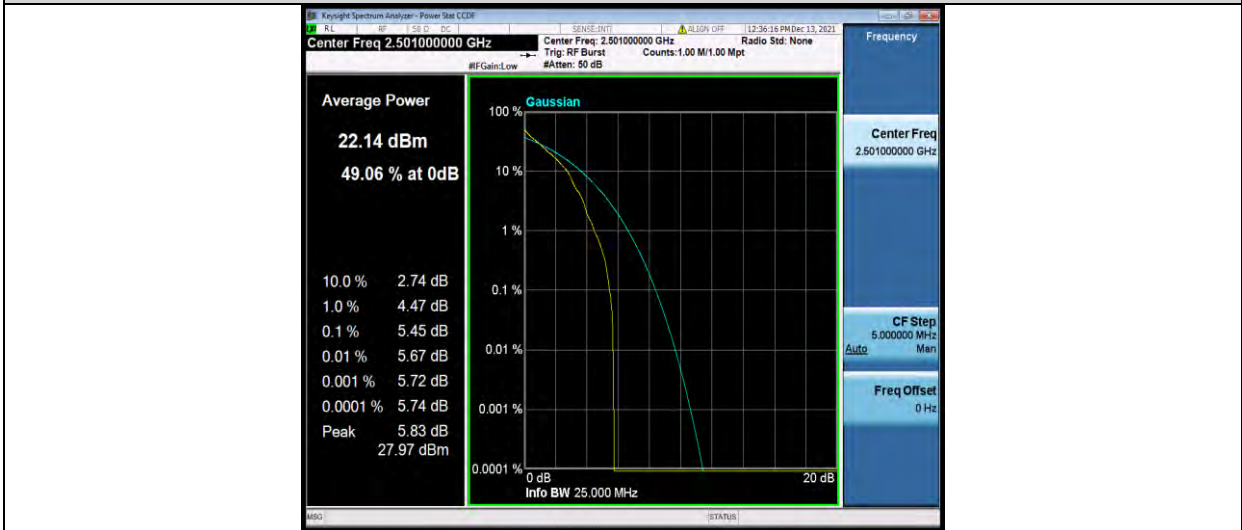 Keysight Spectrum Analyzer - Power Stat CCDF
RL RF 50 Ω DC SENSE:INT ALIGN OFF 12:36:16 PM Dec 13, 2021
Center Freq 2.501000000 GHz
Center Freq: 2.501000000 GHz Radio Std: None
Trig: RF Burst Counts:1.00 M/1.00 Mpt
#IFGain:Low #Atten: 50 dB
Frequency
Average Power
22.14 dBm
49.06 % at 0dB
10.0 % 2.74 dB
1.0 % 4.47 dB
0.1 % 5.45 dB
0.01 % 5.67 dB
0.001 % 5.72 dB
0.0001 % 5.74 dB
Peak 5.83 dB
27.97 dBm
Gaussian
100 %
10 %
1 %
0.1 %
0.01 %
0.001 %
0.0001 %
0 dB 20 dB
Info BW 25.000 MHz
Center Freq
2.501000000 GHz
CF Step
5.000000 MHz
Auto Man
Freq Offset
0 Hz
MSG STATUS